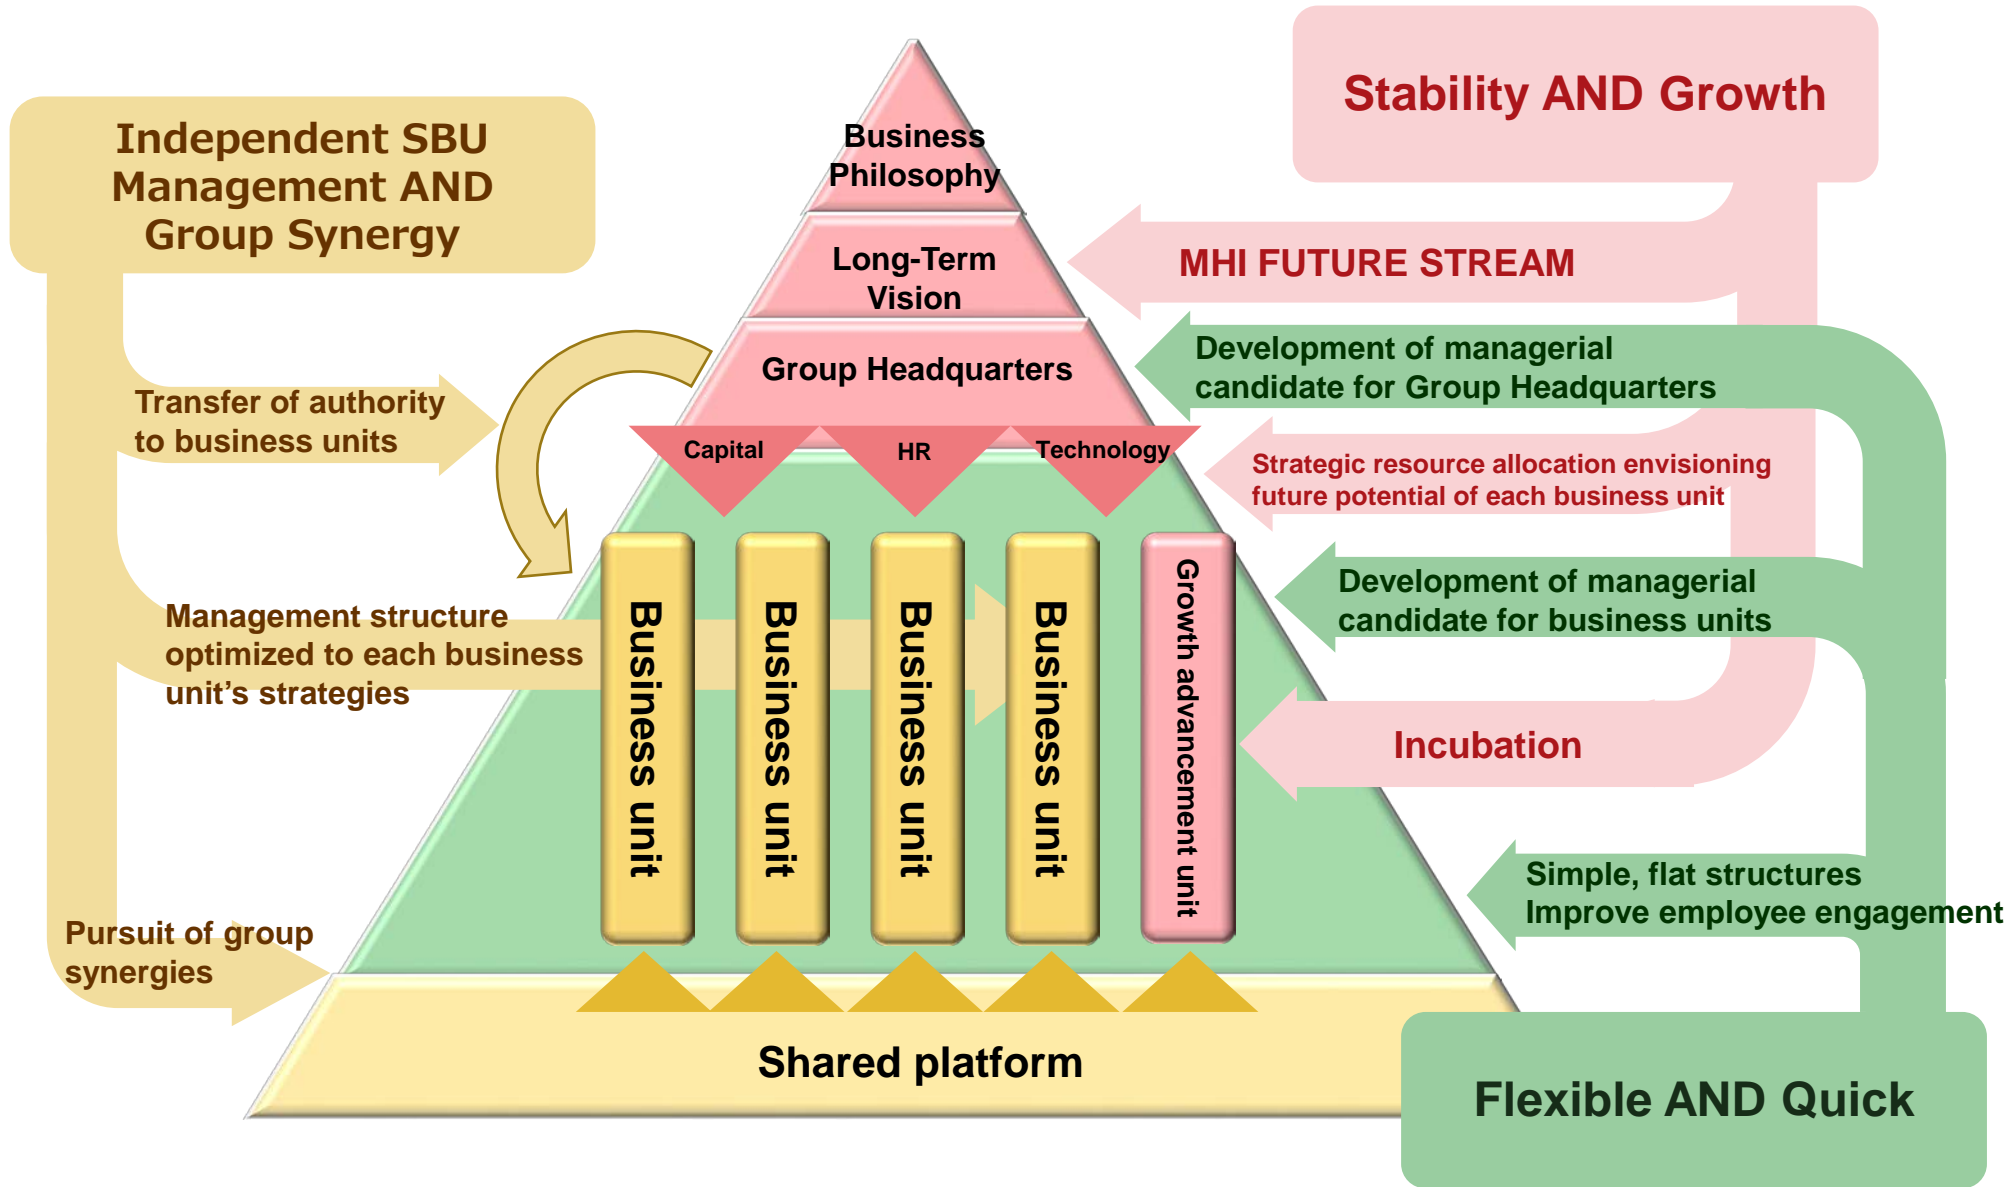 Independent SBU
Management AND
Group Synergy
Stability AND Growth
Business
Philosophy
Long-Term
Vision
MHI FUTURE STREAM
Group Headquarters
Development of managerial
candidate for Group Headquarters
Transfer of authority
to business units
Capital
HR
Technology
Strategic resource allocation envisioning
future potential of each business unit
Management structure
optimized to each business
unit’s strategies
Business unit
Business unit
Business unit
Business unit
Growth advancement unit
Development of managerial
candidate for business units
Incubation
Simple, flat structures
Improve employee engagement
Pursuit of group
synergies
Shared platform
Flexible AND Quick